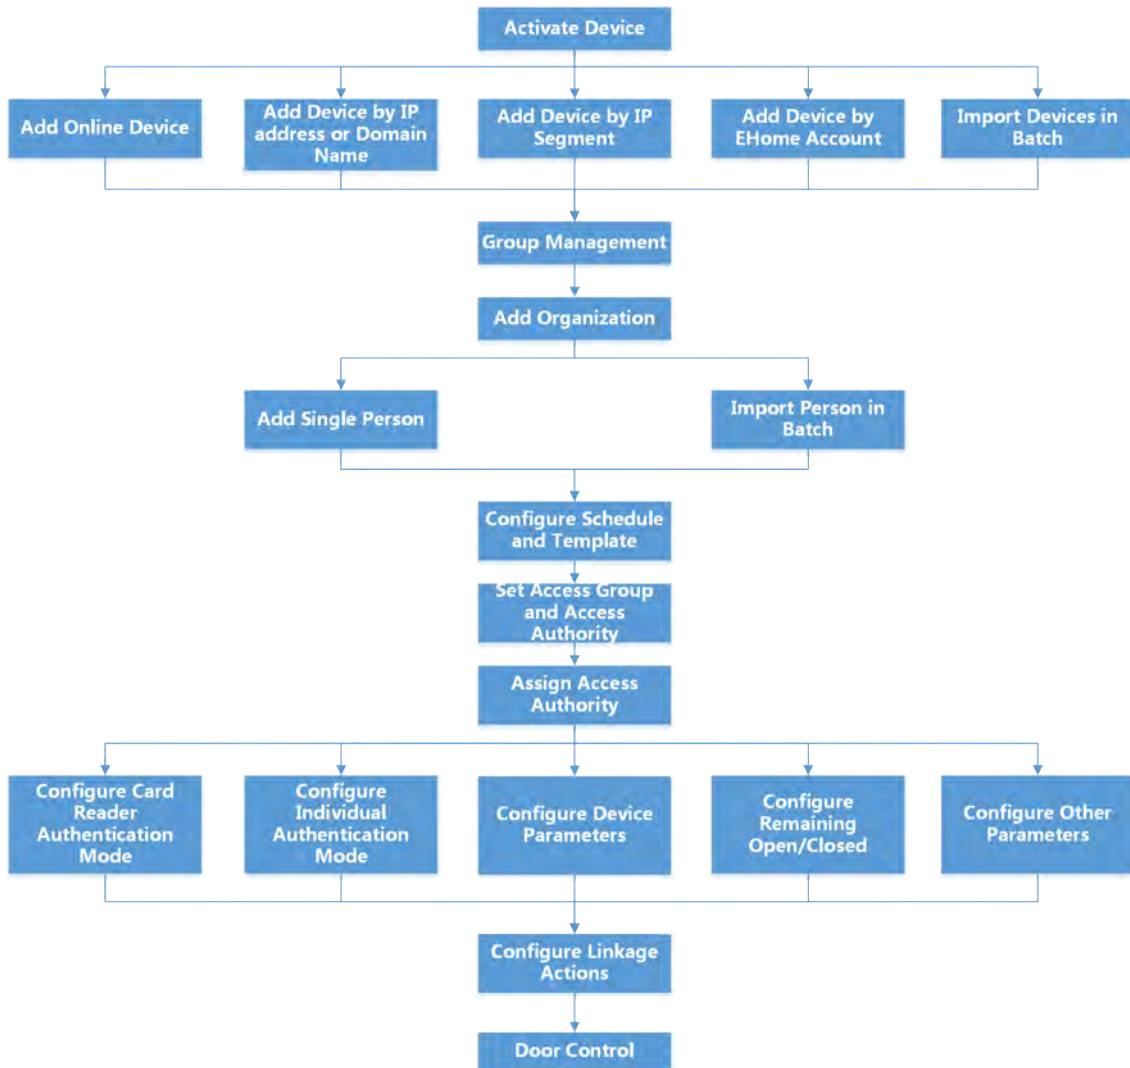 Activate Device
Add Online Device
Add Device by IP
address or Domain
Name
Add Device by IP
Segment
Add Device by
EHome Account
Import Devices in
Batch
Group Management
Add Organization
Add Single Person
Import Person in
Batch
Configure Schedule
and Template
Set Access Group
and Access
Authority
Assign Access
Authority
Configure Card
Reader
Authentication
Mode
Configure
Individual
Authentication
Mode
Configure Device
Parameters
Configure
Remaining
Open/Closed
Configure Other
Parameters
Configure Linkage
Actions
Door Control